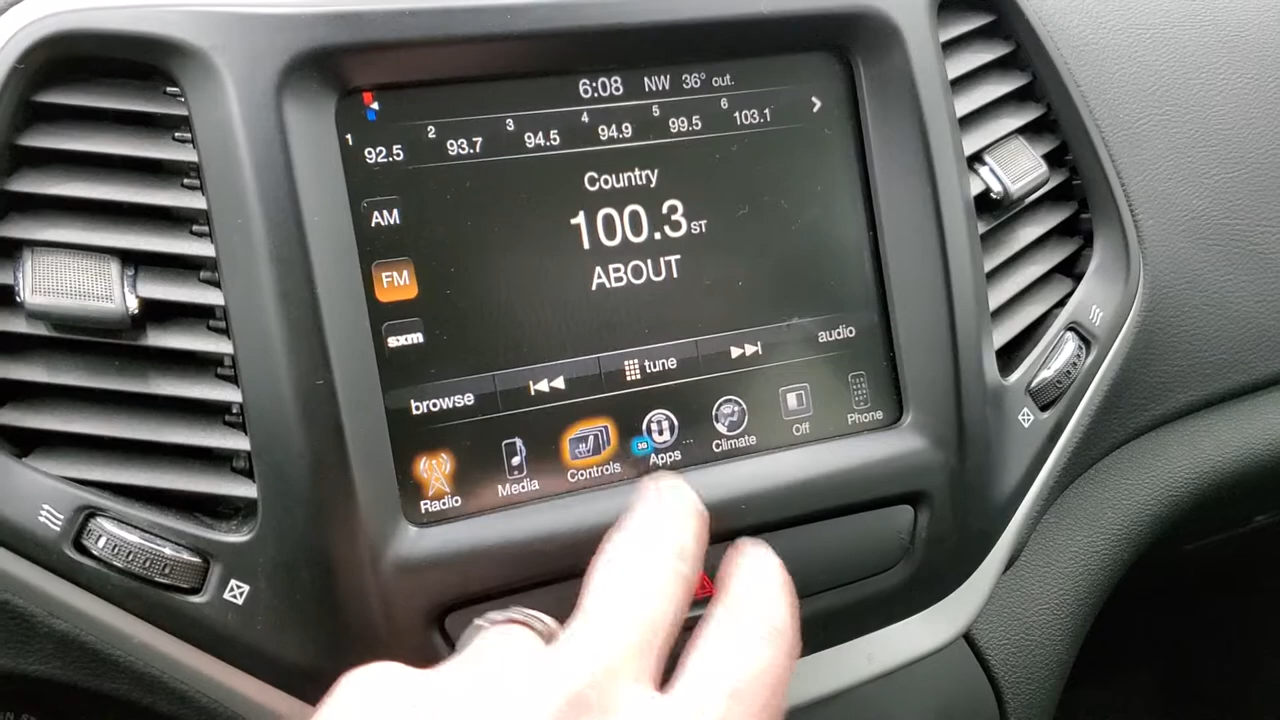 6:08 NW 36° out.
1 92.5 2 93.7 3 94.5 4 94.9 5 99.5 6 103.1
Country
AM
100.3 ST
FM
ABOUT
sxm
browse tune audio
Radio Media Controls 3G Apps Climate Off Phone